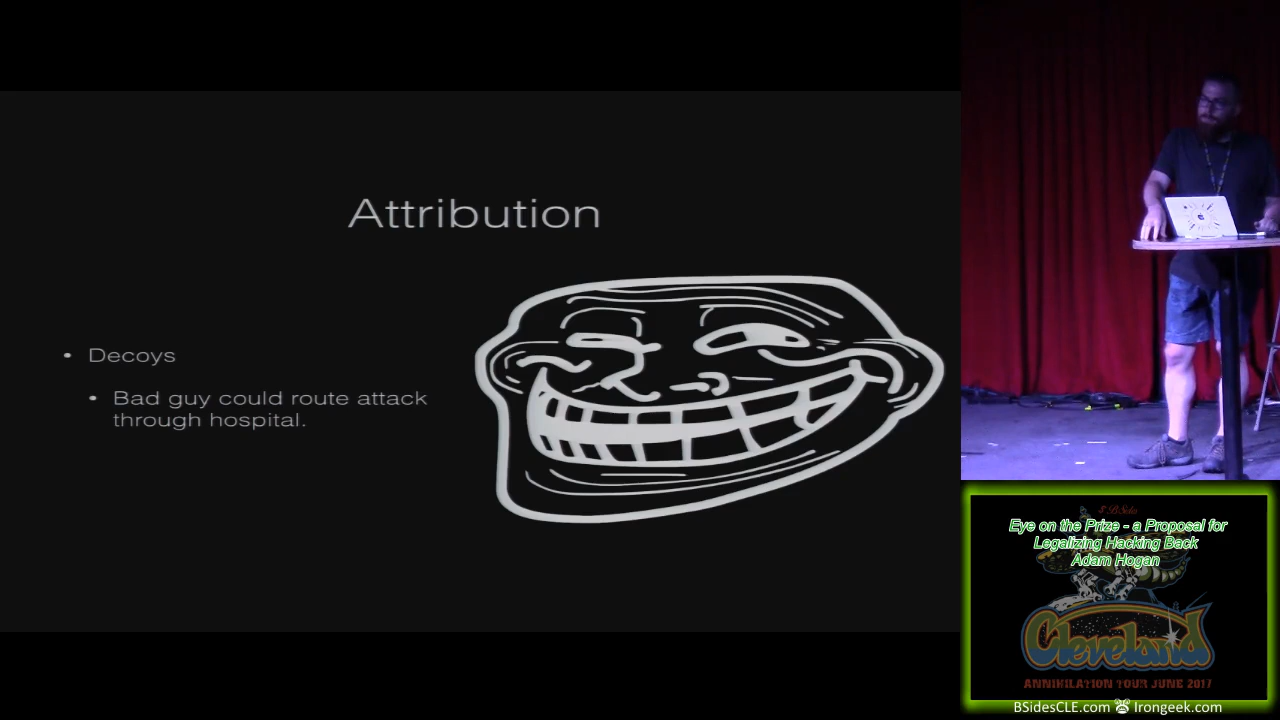 Attribution
• Decoys
• Bad guy could route attack
through hospital.
Eye on the Prize - a Proposal for
Legalizing Hacking Back
Adam Hogan
BSides
Cleveland
ANNIHILATION TOUR JUNE 2017
BSidesCLE.com Irongeek.com